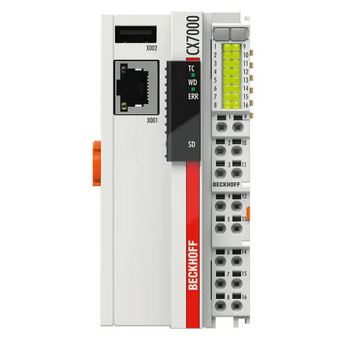 X002
X001
CX7000
TC
WD
ERR
SD
BECKHOFF
1 9
2 10
3 11
4 12
5 13
6 14
7 15
8 16
BECKHOFF